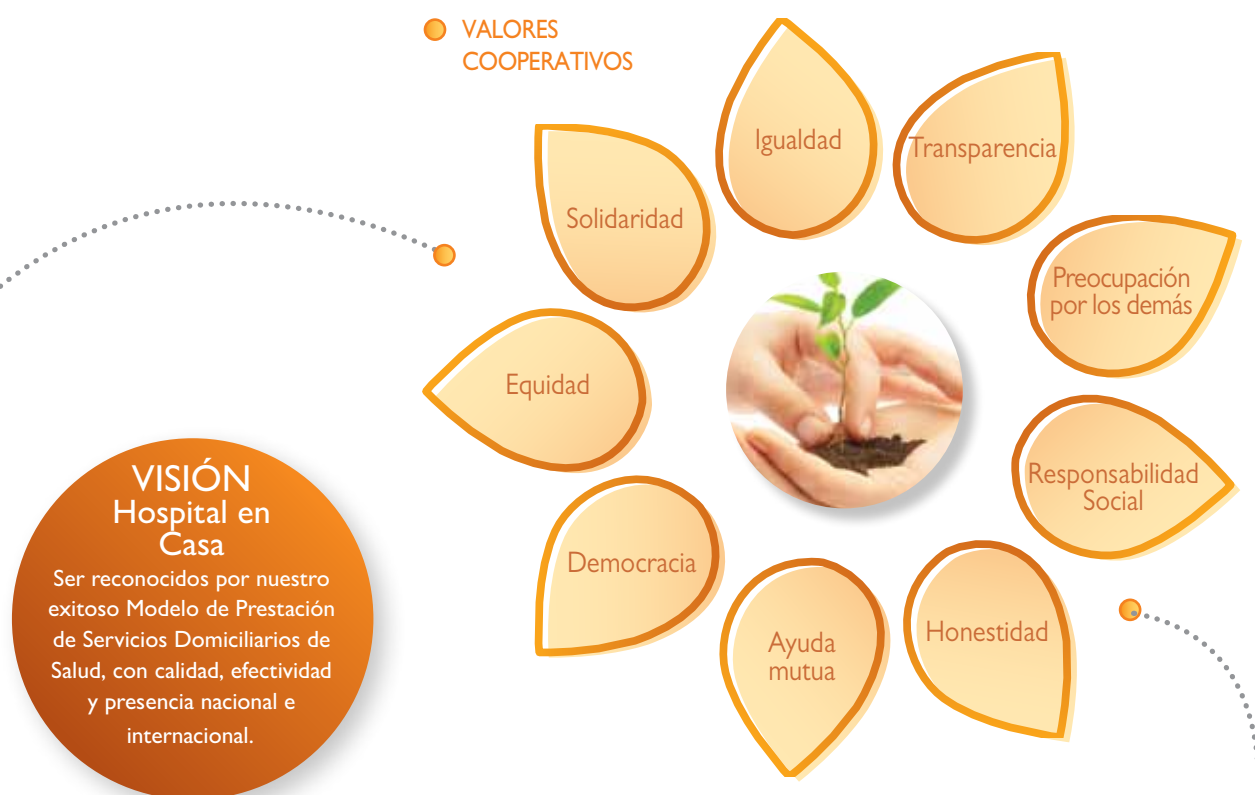 VALORES
COOPERATIVOS
Igualdad
Transparencia
Solidaridad
Preocupación
por los demás
Equidad
Responsabilidad
Social
Democracia
Honestidad
Ayuda
mutua
VISIÓN
Hospital en
Casa
Ser reconocidos por nuestro
exitoso Modelo de Prestación
de Servicios Domiciliarios de
Salud, con calidad, efectividad
y presencia nacional e
internacional.